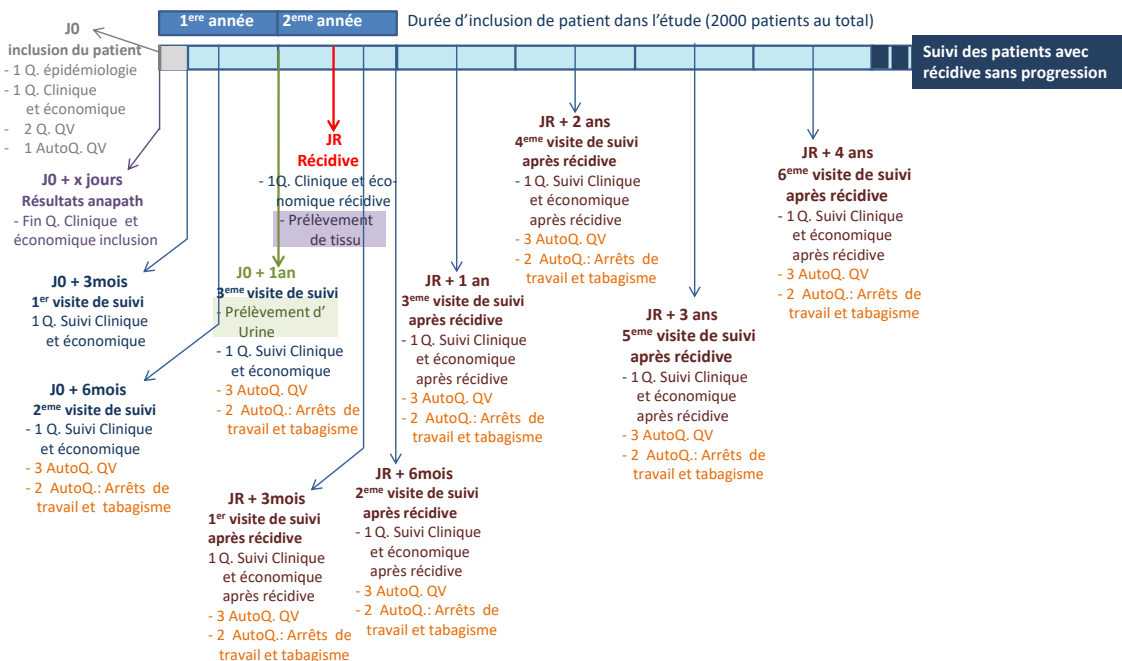 1ere année
2eme année
Durée d'inclusion de patient dans l'étude (2000 patients au total)
Suivi des patients avec
récidive sans progression
J0
inclusion du patient
- 1 Q. épidémiologie
- 1 Q. Clinique
et économique
- 2 Q. QV
- 1 AutoQ. QV
J0 + x jours
Résultats anapath
- Fin Q. Clinique et
économique inclusion
J0 + 3mois
1er visite de suivi
1 Q. Suivi Clinique
et économique
J0 + 6mois
2eme visite de suivi
- 1 Q. Suivi Clinique
et économique
- 3 AutoQ. QV
- 2 AutoQ.: Arrêts de
travail et tabagisme
J0 + 1an
3eme visite de suivi
- Prélèvement d'
Urine
- 1 Q. Suivi Clinique
et économique
- 3 AutoQ. QV
- 2 AutoQ.: Arrêts de
travail et tabagisme
JR
Récidive
- 1Q. Clinique et éco-
nomique récidive
- Prélèvement
de tissu
JR + 3mois
1er visite de suivi
après récidive
1 Q. Suivi Clinique
et économique
après récidive
- 3 AutoQ. QV
- 2 AutoQ.: Arrêts de
travail et tabagisme
JR + 6mois
2eme visite de suivi
après récidive
- 1 Q. Suivi Clinique
et économique
après récidive
- 3 AutoQ. QV
- 2 AutoQ.: Arrêts de
travail et tabagisme
JR + 1 an
3eme visite de suivi
après récidive
- 1 Q. Suivi Clinique
et économique
après récidive
- 3 AutoQ. QV
- 2 AutoQ.: Arrêts de
travail et tabagisme
JR + 2 ans
4eme visite de suivi
après récidive
- 1 Q. Suivi Clinique
et économique
après récidive
- 3 AutoQ. QV
- 2 AutoQ.: Arrêts de
travail et tabagisme
JR + 3 ans
5eme visite de suivi
après récidive
- 1 Q. Suivi Clinique
et économique
après récidive
- 3 AutoQ. QV
- 2 AutoQ.: Arrêts de
travail et tabagisme
JR + 4 ans
6eme visite de suivi
après récidive
- 1 Q. Suivi Clinique
et économique
après récidive
- 3 AutoQ. QV
- 2 AutoQ.: Arrêts de
travail et tabagisme